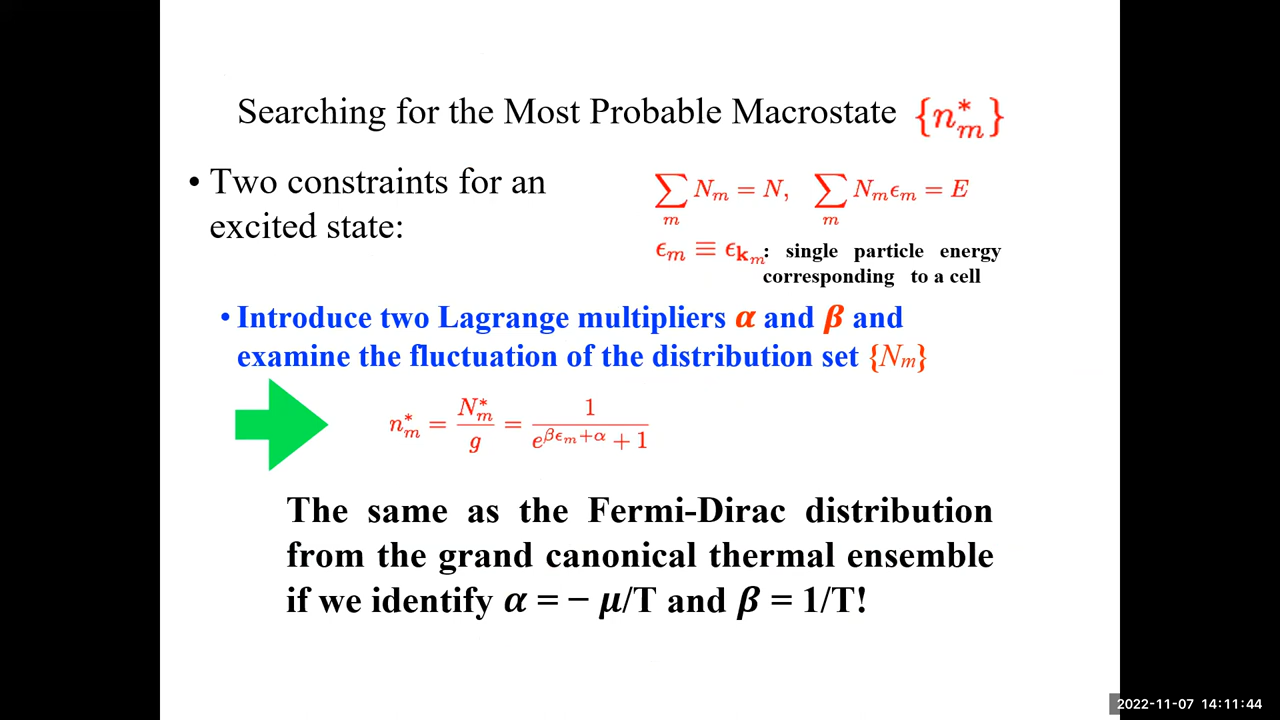 Searching for the Most Probable Macrostate {n*_m}
• Two constraints for an
excited state:
∑_m N_m = N, ∑_m N_m ϵ_m = E
ϵ_m ≡ ϵ_{𝐤_m}: single particle energy
corresponding to a cell
• Introduce two Lagrange multipliers α and β and
examine the fluctuation of the distribution set {N_m}
n*_m = N*_m / g = 1 / (e^{βϵ_m+α} + 1)
The same as the Fermi-Dirac distribution
from the grand canonical thermal ensemble
if we identify α = − μ/T and β = 1/T!
2022-11-07 14:11:44